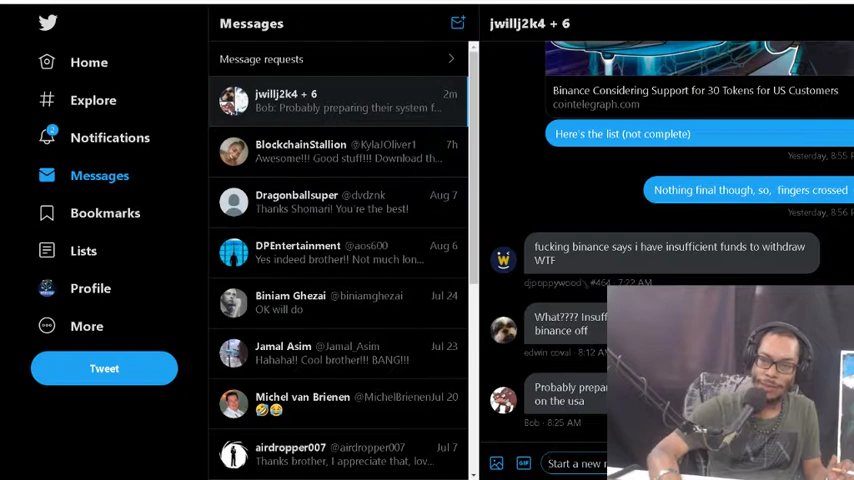 Home
Explore
2
Notifications
Messages
Bookmarks
Lists
Profile
More
Tweet
Messages
Message requests
jwillj2k4 + 6
2m
Bob: Probably preparing their system f...
BlockchainStallion @KylaJOliver1
7h
Awesome!!! Good stuff!!! Download th...
Dragonballsuper @dvdznk
Aug 7
Thanks Shomari! You're the best!
DPEntertainment @aos600
Aug 6
Yes indeed brother!! Not much lon...
Biniam Ghezai @biniamghezai
Jul 24
OK will do
Jamal Asim @Jamal_Asim
Jul 23
Hahaha!! Cool brother!!! BANG!!!
Michel van Brienen @MichelBrienen
Jul 20
airdropper007 @airdropper007
Jul 7
Thanks brother, I appreciate that, lov...
jwillj2k4 + 6
Binance Considering Support for 30 Tokens for US Customers
cointelegraph.com
Here's the list (not complete)
Yesterday, 8:55
Nothing final though, so, fingers crossed
Yesterday, 8:56
fucking binance says i have insufficient funds to withdraw
WTF
djpoppywood #464 · 7:22 AM
What????
binance off
edwin coval · 8:12
Probably
on the usa
Bob · 8:25 AM
GIF
Start a new